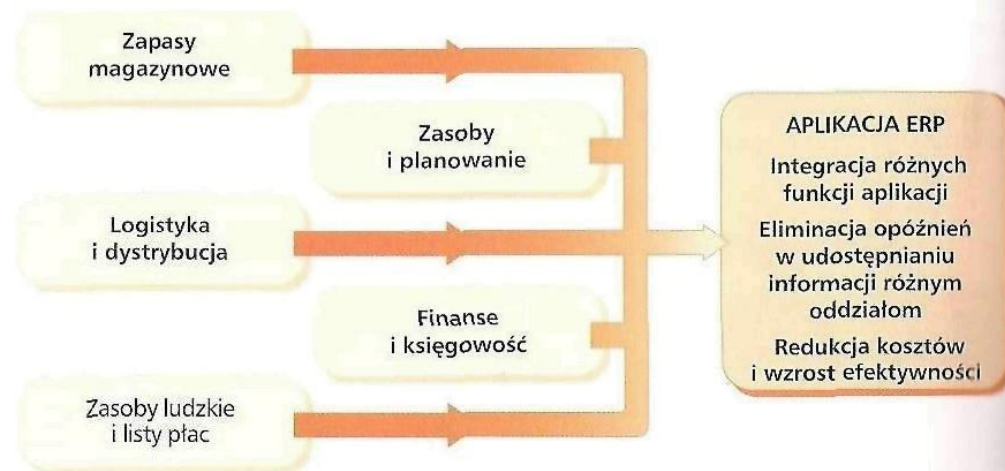 Zapasy
magazynowe
Zasoby
i planowanie
Logistyka
i dystrybucja
Finanse
i księgowość
Zasoby ludzkie
i listy płac
APLIKACJA ERP
Integracja różnych
funkcji aplikacji
Eliminacja opóźnień
w udostępnianiu
informacji różnym
oddziałom
Redukcja kosztów
i wzrost efektywności